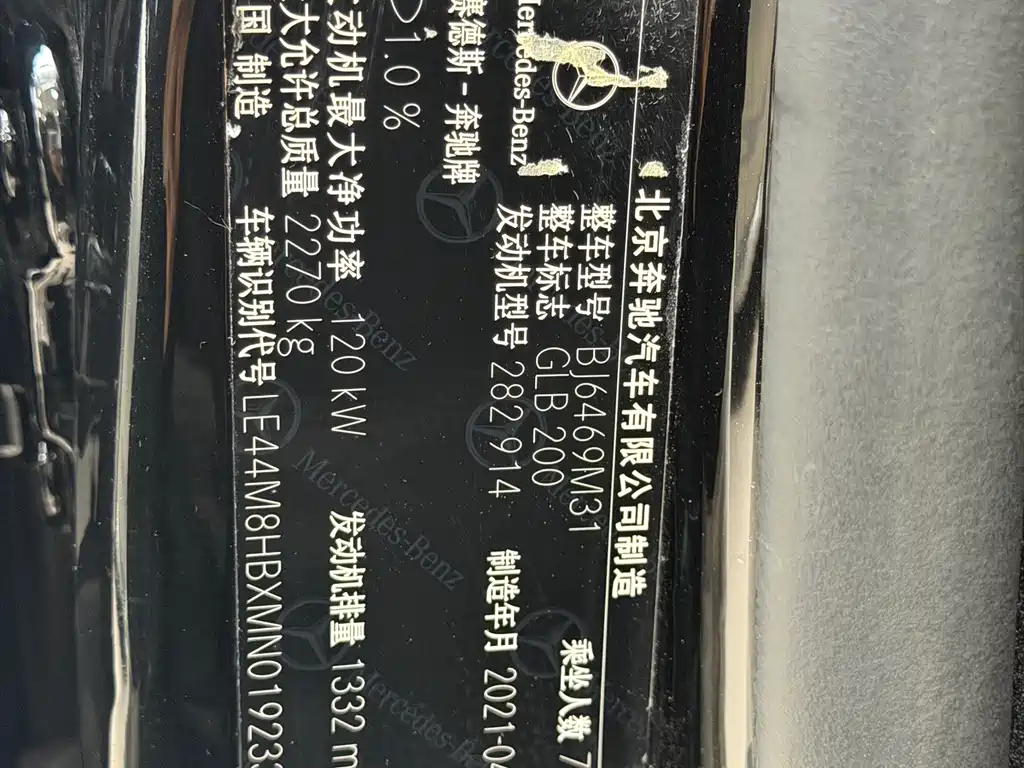 北京奔驰汽车有限公司制造
Mercedes-Benz
整车型号 BJ6469M31
乘坐人数 7
整车标志 GLB 200
发动机型号 282914
制造年月 2021-04
赛德斯-奔驰牌
1.0 %
动机最大净功率 120 kW
发动机排量 1332 m
大允许总质量 2270 kg
国 制造
车辆识别代号 LE44M8HBXMN01923